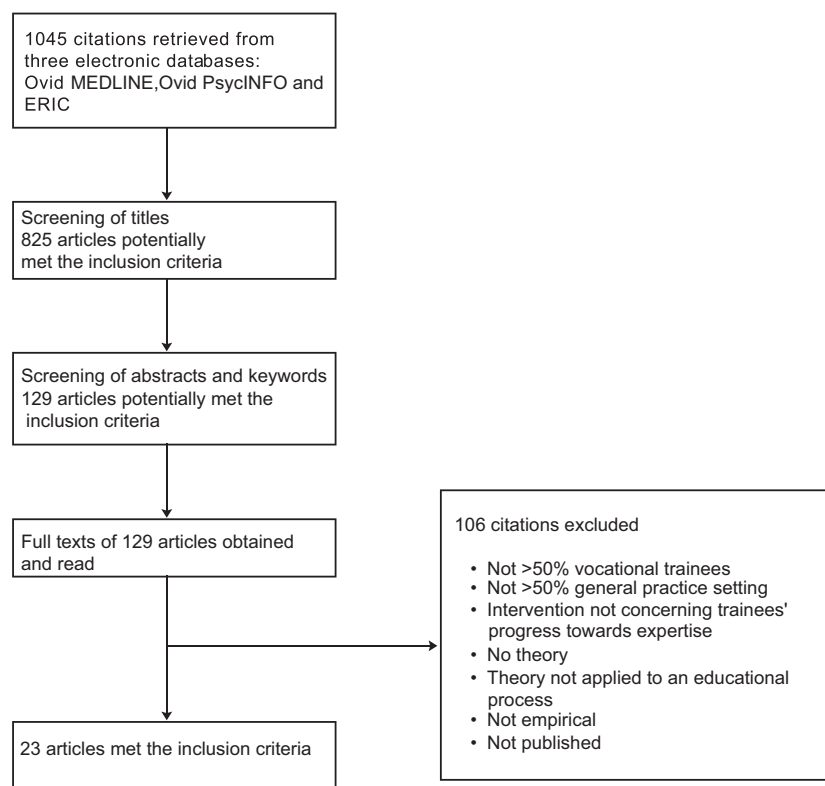 1045 citations retrieved from
three electronic databases:
Ovid MEDLINE,Ovid PsycINFO and
ERIC
Screening of titles
825 articles potentially
met the inclusion criteria
Screening of abstracts and keywords
129 articles potentially met the
inclusion criteria
Full texts of 129 articles obtained
and read
106 citations excluded
• Not >50% vocational trainees
• Not >50% general practice setting
• Intervention not concerning trainees'
progress towards expertise
• No theory
• Theory not applied to an educational
process
• Not empirical
• Not published
23 articles met the inclusion criteria